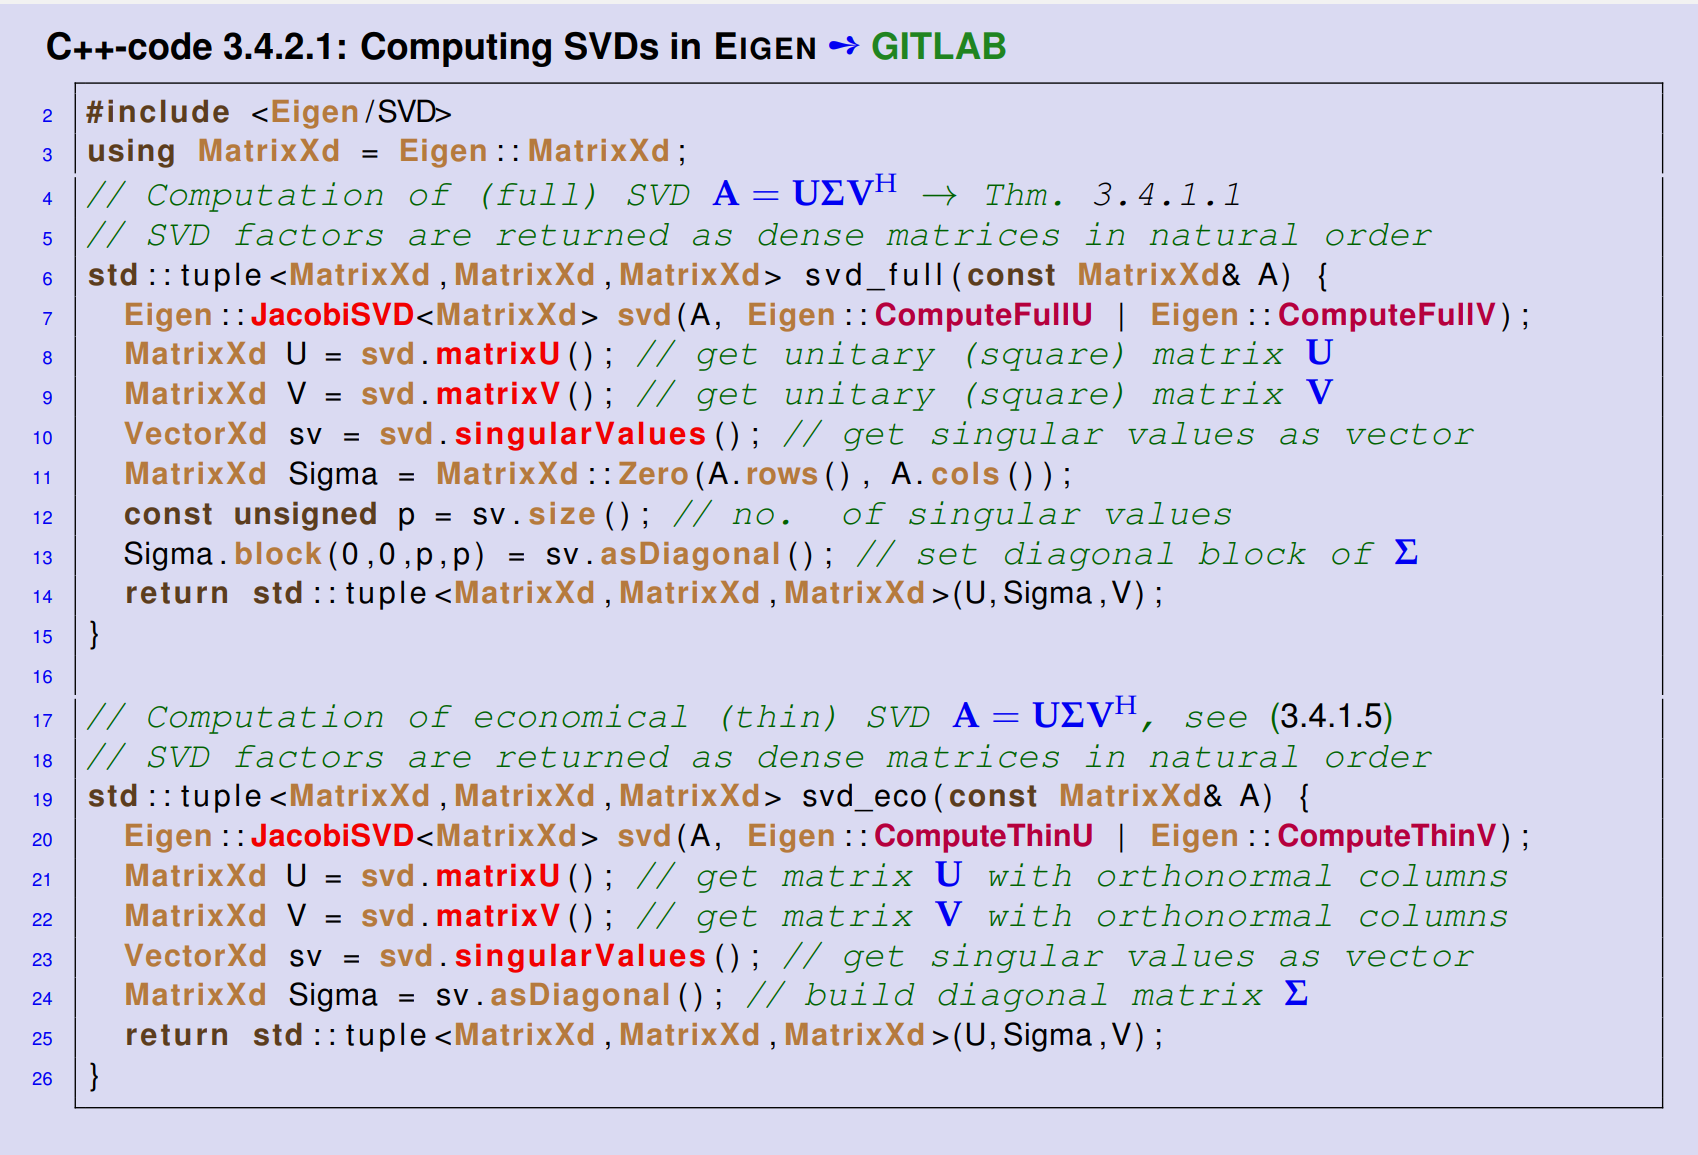 C++-code 3.4.2.1: Computing SVDs in EIGEN ➺ GITLAB
2 #include <Eigen/SVD>
3 using MatrixXd = Eigen::MatrixXd;
4 // Computation of (full) SVD A = UΣV^H → Thm. 3.4.1.1
5 // SVD factors are returned as dense matrices in natural order
6 std::tuple<MatrixXd,MatrixXd,MatrixXd> svd_full(const MatrixXd& A) {
7   Eigen::JacobiSVD<MatrixXd> svd(A, Eigen::ComputeFullU | Eigen::ComputeFullV);
8   MatrixXd U = svd.matrixU(); // get unitary (square) matrix U
9   MatrixXd V = svd.matrixV(); // get unitary (square) matrix V
10   VectorXd sv = svd.singularValues(); // get singular values as vector
11   MatrixXd Sigma = MatrixXd::Zero(A.rows(), A.cols());
12   const unsigned p = sv.size(); // no. of singular values
13   Sigma.block(0,0,p,p) = sv.asDiagonal(); // set diagonal block of Σ
14   return std::tuple<MatrixXd,MatrixXd,MatrixXd>(U,Sigma,V);
15 }
16
17 // Computation of economical (thin) SVD A = UΣV^H, see (3.4.1.5)
18 // SVD factors are returned as dense matrices in natural order
19 std::tuple<MatrixXd,MatrixXd,MatrixXd> svd_eco(const MatrixXd& A) {
20   Eigen::JacobiSVD<MatrixXd> svd(A, Eigen::ComputeThinU | Eigen::ComputeThinV);
21   MatrixXd U = svd.matrixU(); // get matrix U with orthonormal columns
22   MatrixXd V = svd.matrixV(); // get matrix V with orthonormal columns
23   VectorXd sv = svd.singularValues(); // get singular values as vector
24   MatrixXd Sigma = sv.asDiagonal(); // build diagonal matrix Σ
25   return std::tuple<MatrixXd,MatrixXd,MatrixXd>(U,Sigma,V);
26 }